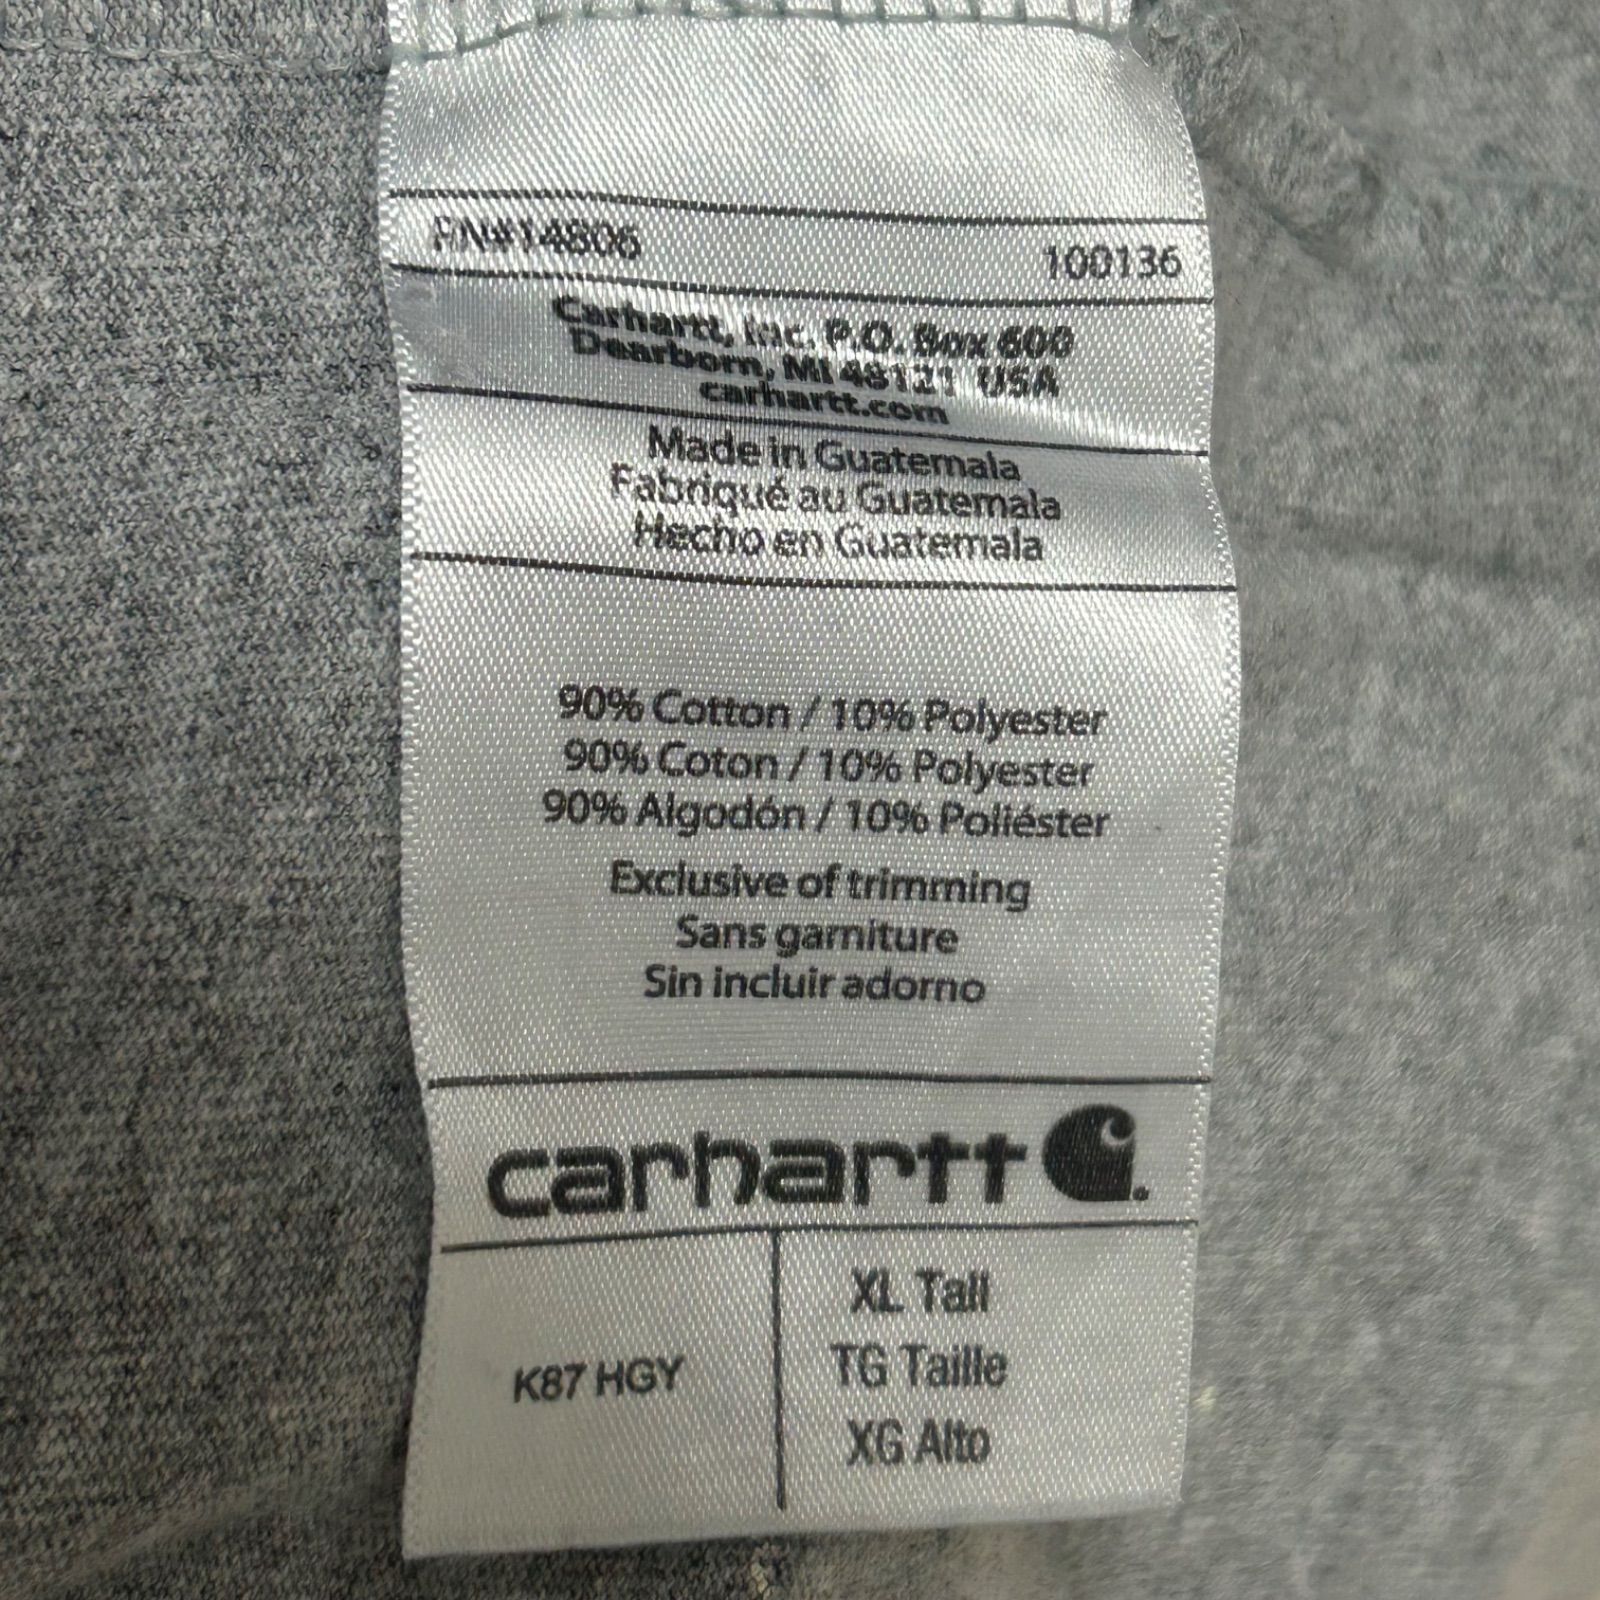 RN#14806 100136
Carhartt, Inc. P.O. Box 600
Dearborn, MI 48121 USA
carhartt.com
Made in Guatemala
Fabriqué au Guatemala
Hecho en Guatemala
90% Cotton / 10% Polyester
90% Coton / 10% Polyester
90% Algodón / 10% Poliéster
Exclusive of trimming
Sans garniture
Sin incluir adorno
carhartt
K87 HGY
XL Tall
TG Taille
XG Alto